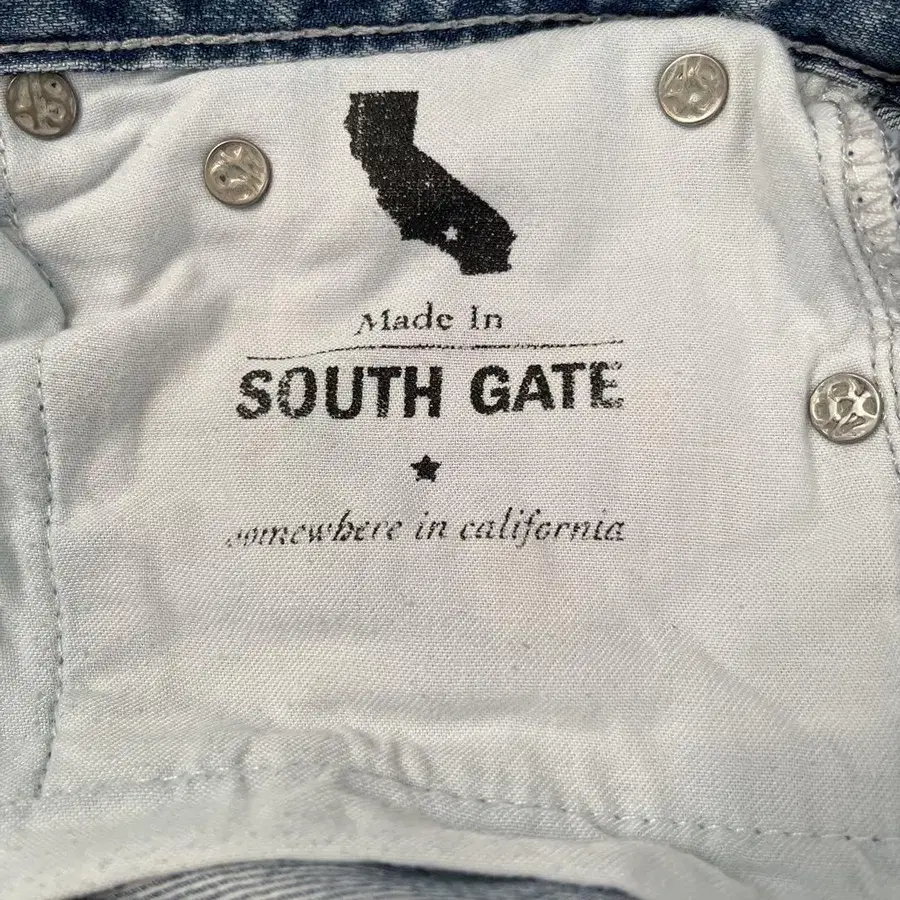 Made In
SOUTH GATE
somewhere in california